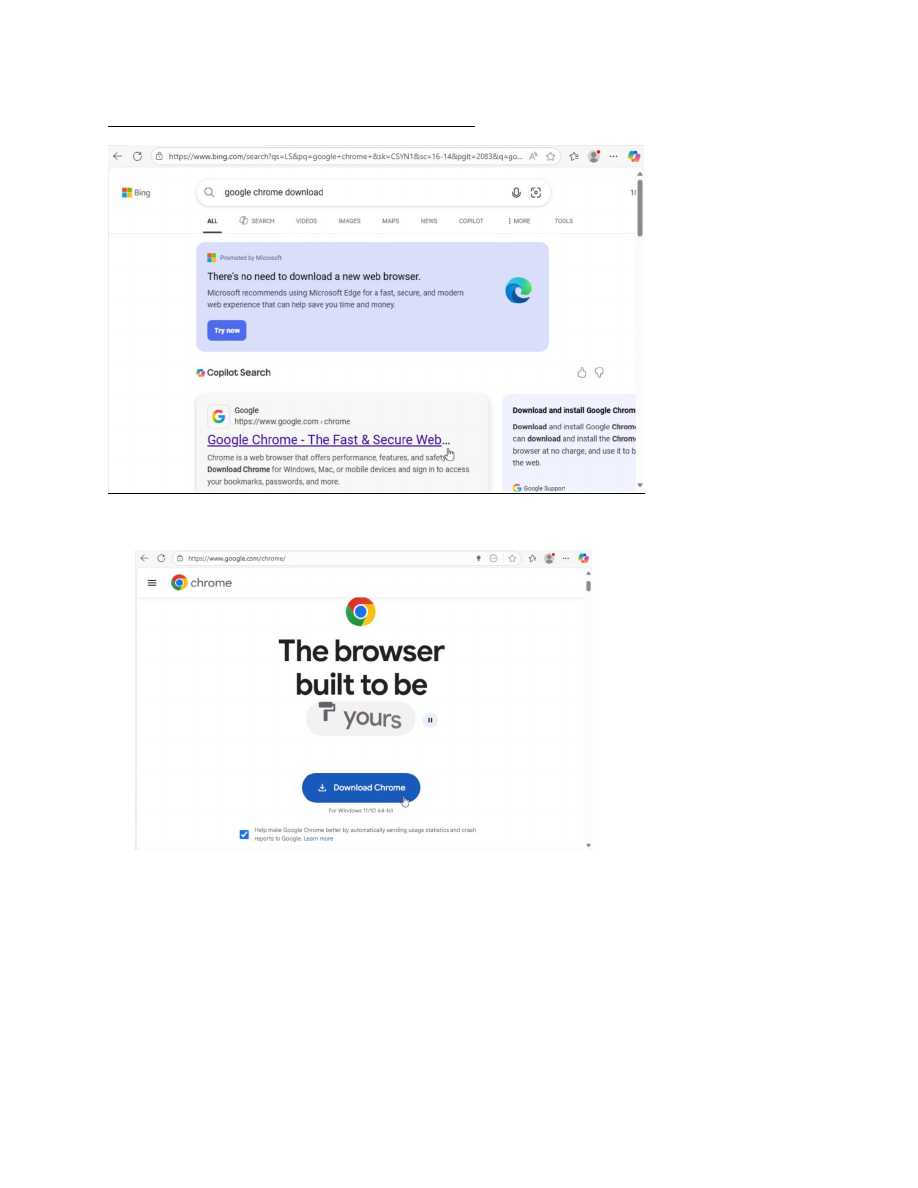 https://www.bing.com/search?qs=LS&pq=google+chrome+&sk=CSYN1&sc=16-14&pglt=2083&q=go...
Bing
google chrome download
ALL SEARCH VIDEOS IMAGES MAPS NEWS COPILOT MORE TOOLS
Promoted by Microsoft
There's no need to download a new web browser.
Microsoft recommends using Microsoft Edge for a fast, secure, and modern
web experience that can help save you time and money.
Try now
Copilot Search
Google
https://www.google.com › chrome
Google Chrome - The Fast & Secure Web...
Chrome is a web browser that offers performance, features, and safety.
Download Chrome for Windows, Mac, or mobile devices and sign in to access
your bookmarks, passwords, and more.
Download and install Google Chrom
Download and install Google Chrome
can download and install the Chrom
browser at no charge, and use it to b
the web.
Google Support
https://www.google.com/chrome/
chrome
The browser
built to be
yours
Download Chrome
For Windows 11/10 64-bit
Help make Google Chrome better by automatically sending usage statistics and crash
reports to Google. Learn more